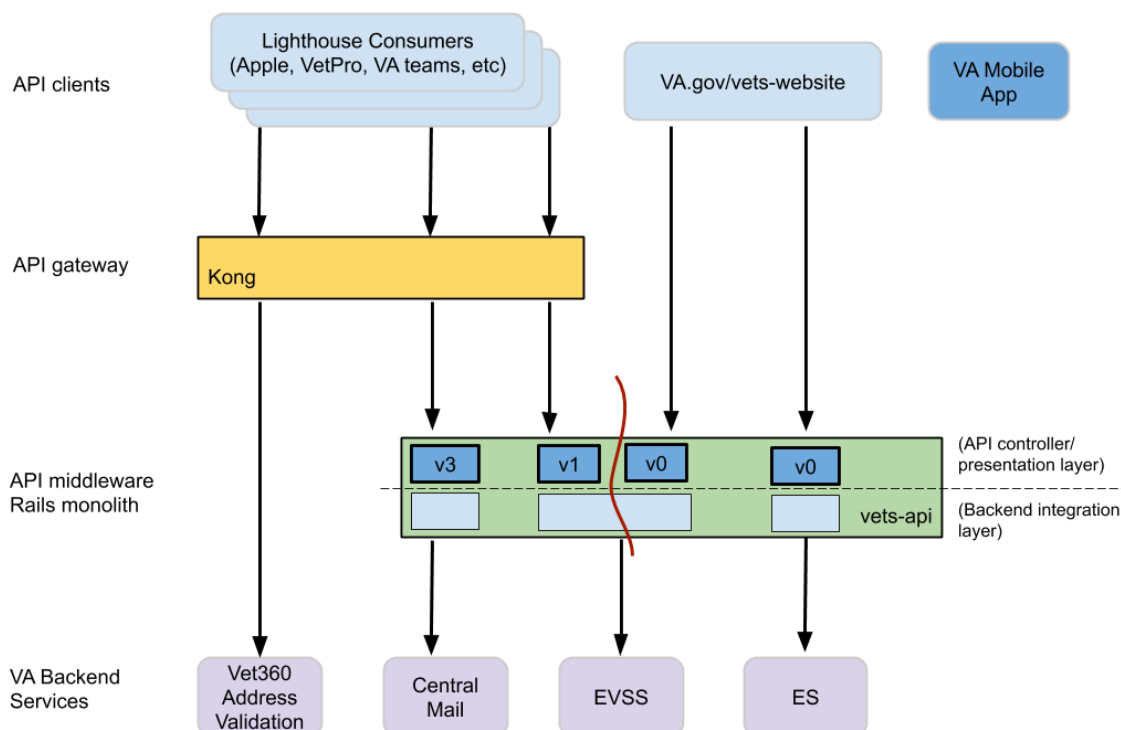 API clients
Lighthouse Consumers
(Apple, VetPro, VA teams, etc)
VA.gov/vets-website
VA Mobile
App
API gateway
Kong
API middleware
Rails monolith
v3
v1
v0
v0
(API controller/
presentation layer)
vets-api
(Backend integration
layer)
VA Backend
Services
Vet360
Address
Validation
Central
Mail
EVSS
ES